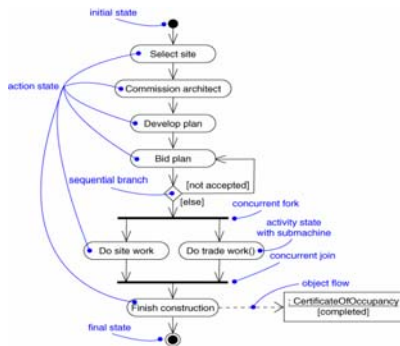 initial state
Select site
action state
Commission architect
Develop plan
Bid plan
sequential branch
[not accepted]
[else]
concurrent fork
activity state
with submachine
Do site work
Do trade work()
concurrent join
object flow
: CertificateOfOccupancy
[completed]
Finish construction
final state